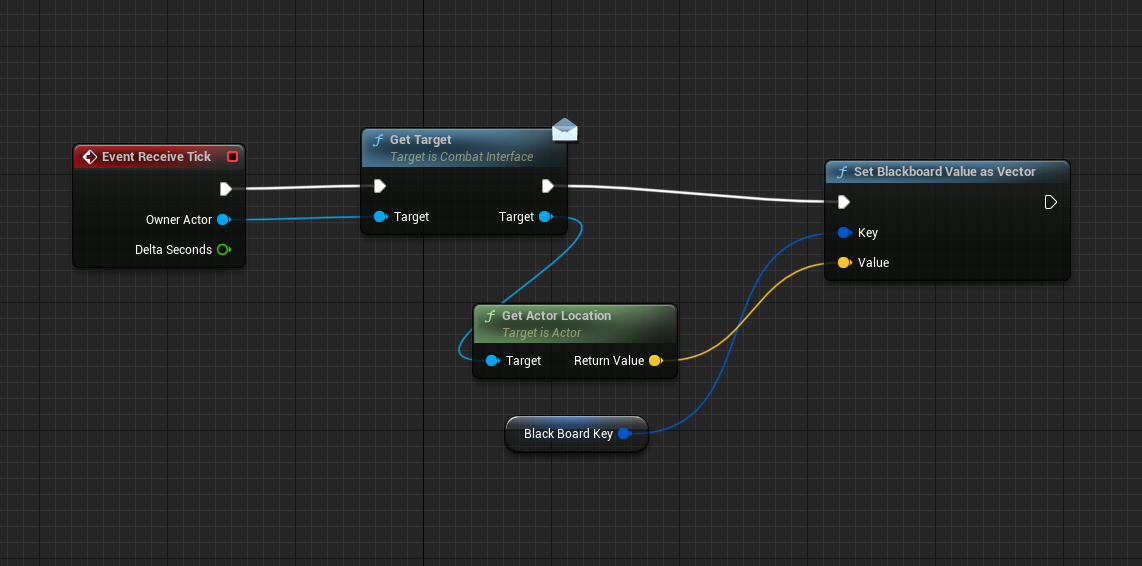 Event Receive Tick
Owner Actor
Delta Seconds
f Get Target
Target is Combat Interface
Target Target
f Get Actor Location
Target is Actor
Target Return Value
Black Board Key
f Set Blackboard Value as Vector
Key
Value